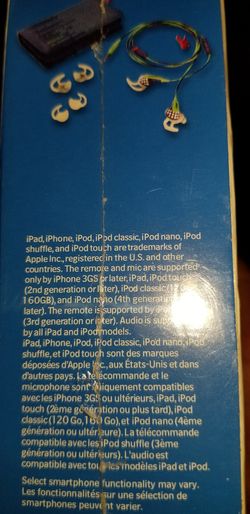 iPad, iPhone, iPod, iPod classic, iPod nano, iPod
shuffle, and iPod touch are trademarks of
Apple Inc., registered in the U.S. and other
countries. The remote and mic are supported
only by iPhone 3GS or later, iPad, iPod touch
(2nd generation or later), iPod classic (120
160GB), and iPod nano (4th generation
later). The remote is supported by iPod
(3rd generation or later). Audio is supported
by all iPad and iPod models.
iPad, iPhone, iPod, iPod classic, iPod nano, iPod
shuffle, et iPod touch sont des marques
déposées d'Apple Inc., aux États-Unis et dans
d'autres pays. La télécommande et le
microphone sont uniquement compatibles
avec les iPhone 3GS ou ultérieurs, iPad, iPod
touch (2ème génération ou plus tard), iPod
classic (120 Go, 160 Go), et iPod nano (4ème
génération ou ultérieure). La télécommande
compatible avec les iPod shuffle (3ème
génération ou ultérieure). L'audio est
compatible avec tous les modèles iPad et iPod.
Select smartphone functionality may vary.
Les fonctionnalités sur une sélection de
smartphones peuvent varier.